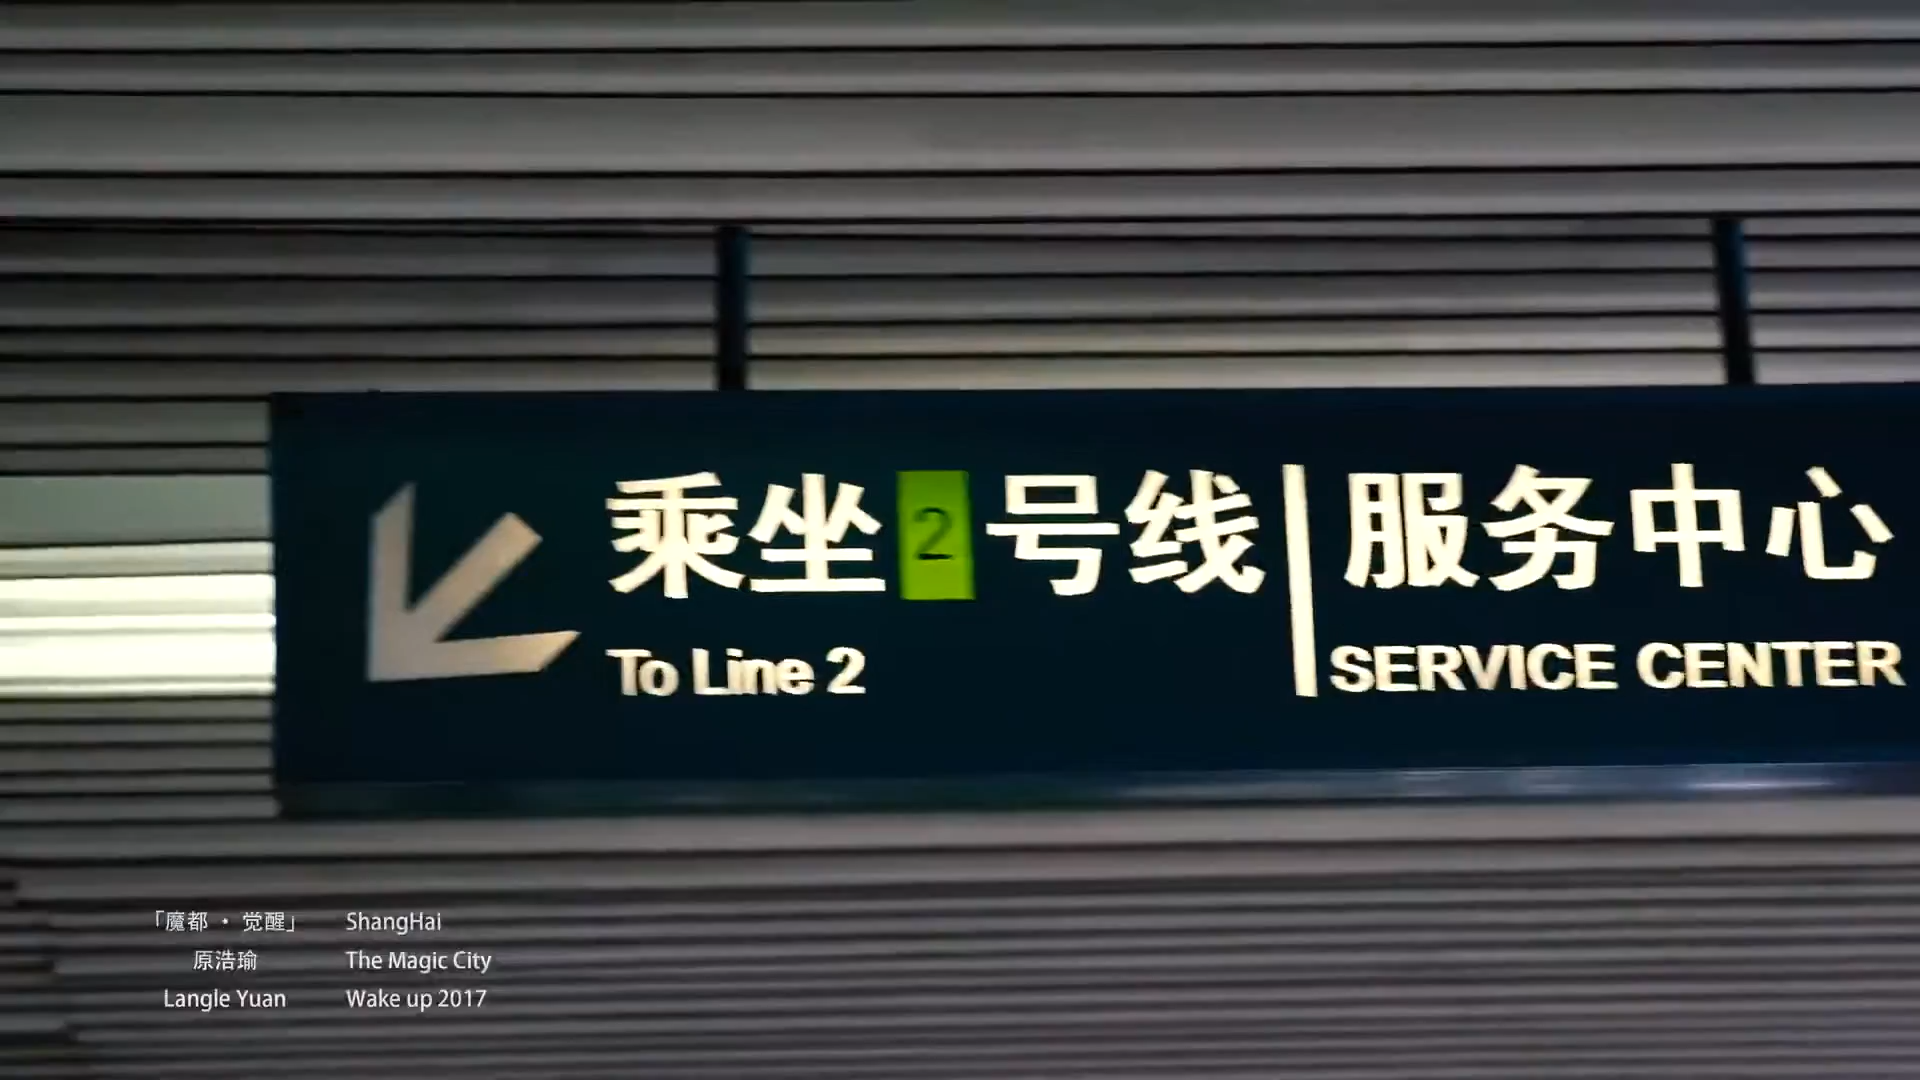 乘坐2号线 服务中心
To Line 2 SERVICE CENTER
「魔都 · 觉醒」 ShangHai
原浩瑜 The Magic City
Langle Yuan Wake up 2017